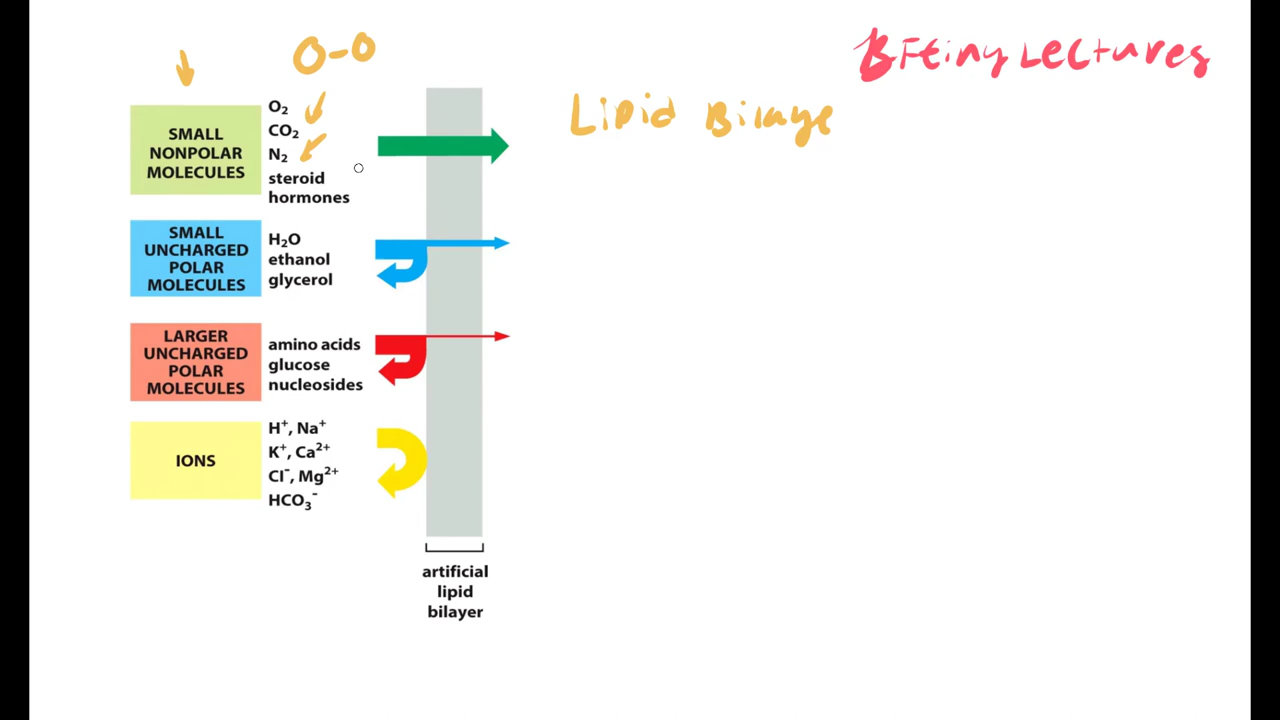 BFtiny Lectures
O-O
Lipid Bilaye
SMALL
NONPOLAR
MOLECULES
O₂
CO₂
N₂
steroid
hormones
SMALL
UNCHARGED
POLAR
MOLECULES
H₂O
ethanol
glycerol
LARGER
UNCHARGED
POLAR
MOLECULES
amino acids
glucose
nucleosides
IONS
H⁺, Na⁺
K⁺, Ca²⁺
Cl⁻, Mg²⁺
HCO₃⁻
artificial
lipid
bilayer